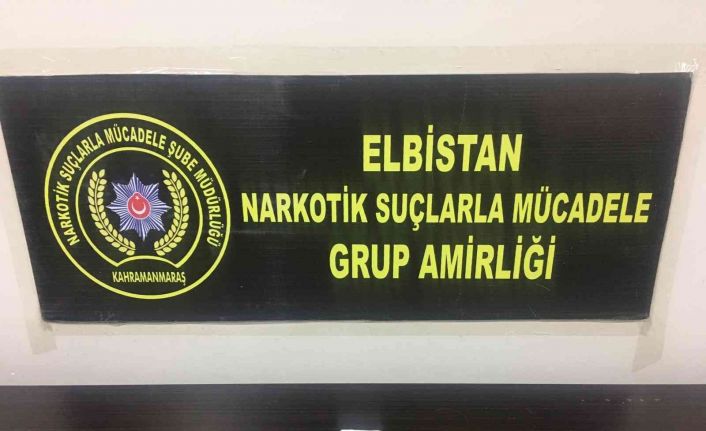 NARKOTİK SUÇLARLA MÜCADELE ŞUBE MÜDÜRLÜĞÜ
KAHRAMANMARAŞ
ELBİSTAN
NARKOTİK SUÇLARLA MÜCADELE
GRUP AMİRLİĞİ